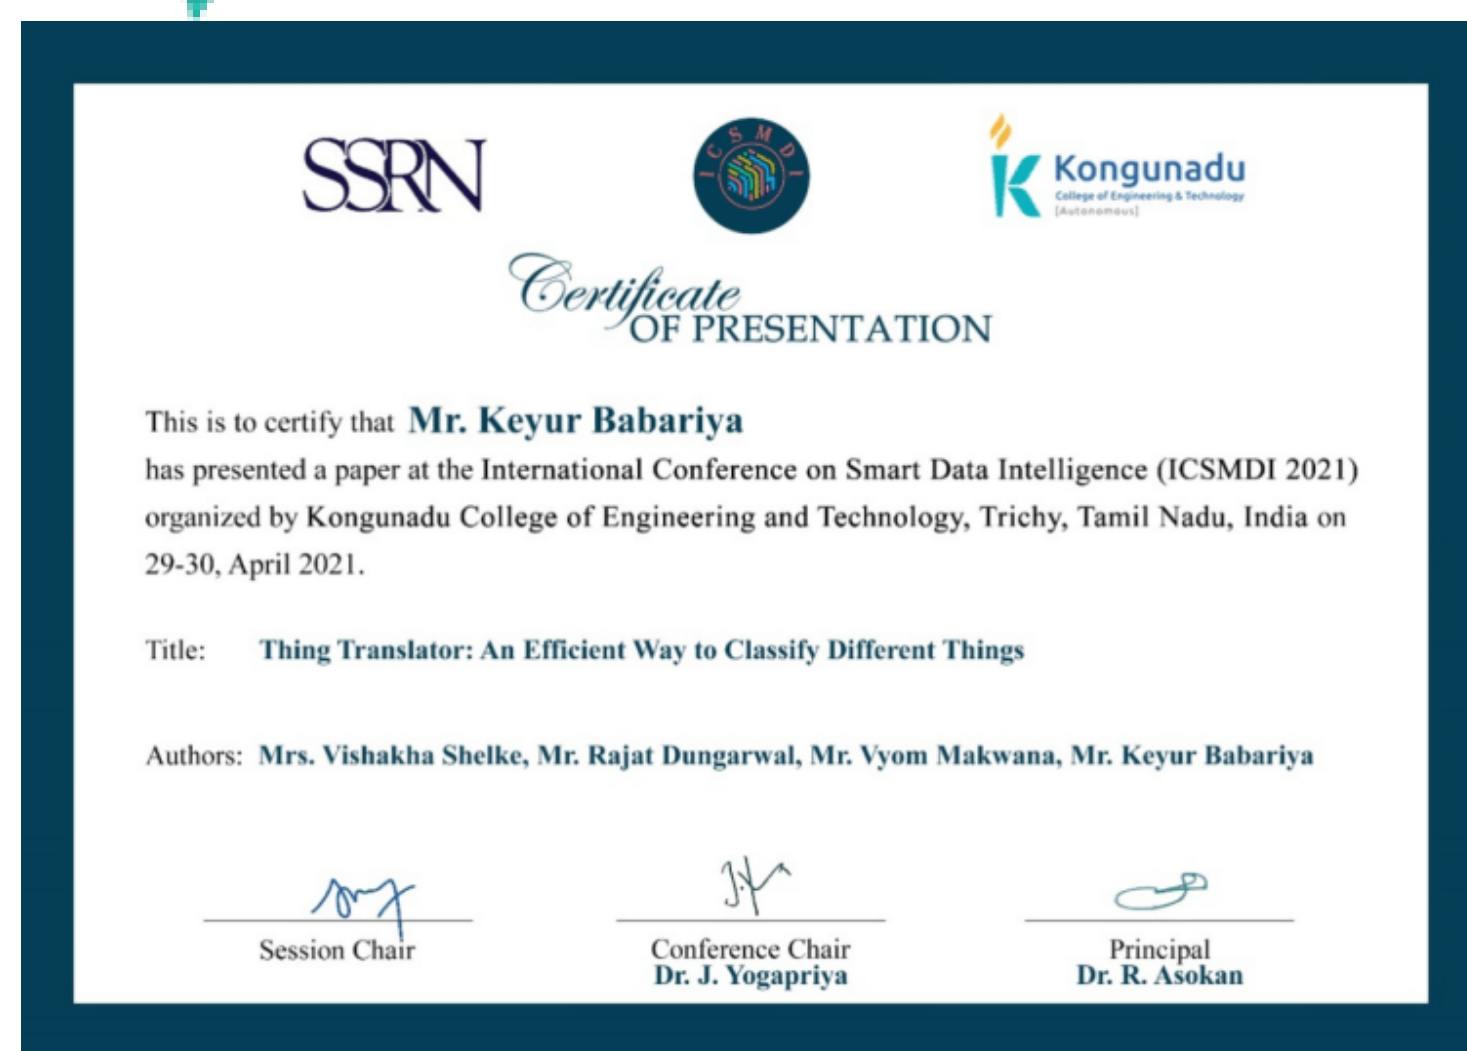 SSRN
ICSMDI
Kongunadu
College of Engineering & Technology
[Autonomous]
Certificate
OF PRESENTATION
This is to certify that Mr. Keyur Babariya
has presented a paper at the International Conference on Smart Data Intelligence (ICSMDI 2021)
organized by Kongunadu College of Engineering and Technology, Trichy, Tamil Nadu, India on
29-30, April 2021.
Title: Thing Translator: An Efficient Way to Classify Different Things
Authors: Mrs. Vishakha Shelke, Mr. Rajat Dungarwal, Mr. Vyom Makwana, Mr. Keyur Babariya
Session Chair
Conference Chair
Dr. J. Yogapriya
Principal
Dr. R. Asokan